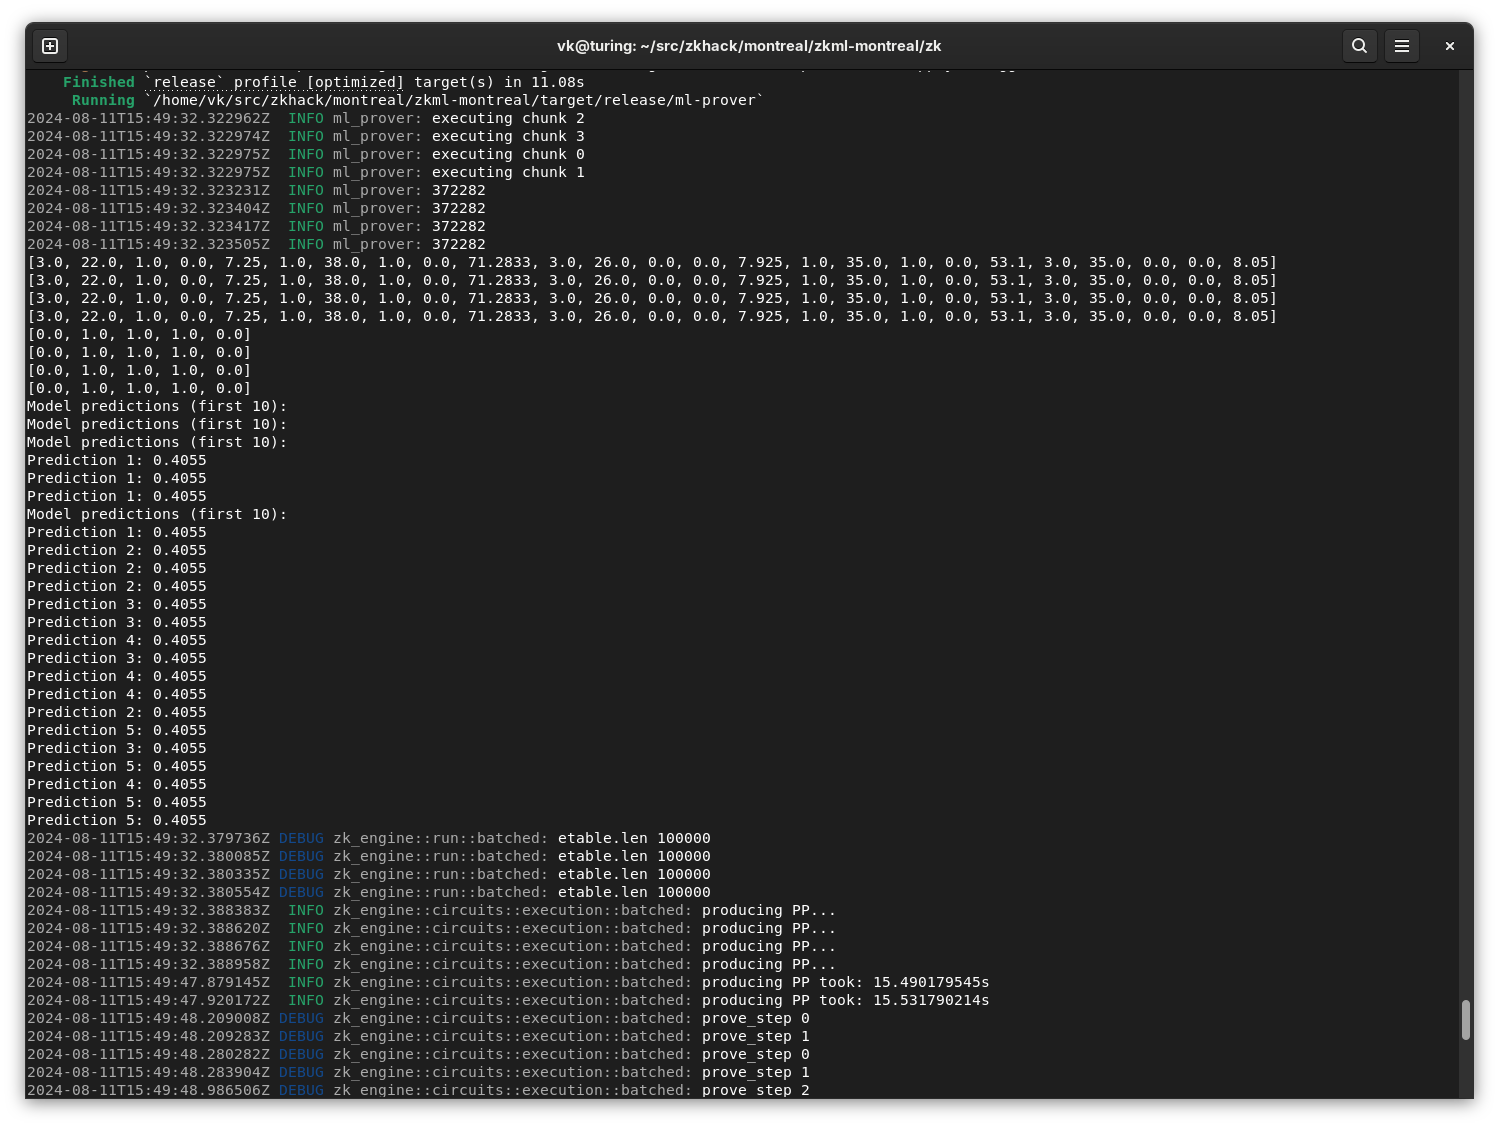 vk@turing: ~/src/zkhack/montreal/zkml-montreal/zk
Finished `release` profile [optimized] target(s) in 11.08s
Running `/home/vk/src/zkhack/montreal/zkml-montreal/target/release/ml-prover`
2024-08-11T15:49:32.322962Z  INFO ml_prover: executing chunk 2
2024-08-11T15:49:32.322974Z  INFO ml_prover: executing chunk 3
2024-08-11T15:49:32.322975Z  INFO ml_prover: executing chunk 0
2024-08-11T15:49:32.322975Z  INFO ml_prover: executing chunk 1
2024-08-11T15:49:32.323231Z  INFO ml_prover: 372282
2024-08-11T15:49:32.323404Z  INFO ml_prover: 372282
2024-08-11T15:49:32.323417Z  INFO ml_prover: 372282
2024-08-11T15:49:32.323505Z  INFO ml_prover: 372282
[3.0, 22.0, 1.0, 0.0, 7.25, 1.0, 38.0, 1.0, 0.0, 71.2833, 3.0, 26.0, 0.0, 0.0, 7.925, 1.0, 35.0, 1.0, 0.0, 53.1, 3.0, 35.0, 0.0, 0.0, 8.05]
[3.0, 22.0, 1.0, 0.0, 7.25, 1.0, 38.0, 1.0, 0.0, 71.2833, 3.0, 26.0, 0.0, 0.0, 7.925, 1.0, 35.0, 1.0, 0.0, 53.1, 3.0, 35.0, 0.0, 0.0, 8.05]
[3.0, 22.0, 1.0, 0.0, 7.25, 1.0, 38.0, 1.0, 0.0, 71.2833, 3.0, 26.0, 0.0, 0.0, 7.925, 1.0, 35.0, 1.0, 0.0, 53.1, 3.0, 35.0, 0.0, 0.0, 8.05]
[3.0, 22.0, 1.0, 0.0, 7.25, 1.0, 38.0, 1.0, 0.0, 71.2833, 3.0, 26.0, 0.0, 0.0, 7.925, 1.0, 35.0, 1.0, 0.0, 53.1, 3.0, 35.0, 0.0, 0.0, 8.05]
[0.0, 1.0, 1.0, 1.0, 0.0]
[0.0, 1.0, 1.0, 1.0, 0.0]
[0.0, 1.0, 1.0, 1.0, 0.0]
[0.0, 1.0, 1.0, 1.0, 0.0]
Model predictions (first 10):
Model predictions (first 10):
Model predictions (first 10):
Prediction 1: 0.4055
Prediction 1: 0.4055
Prediction 1: 0.4055
Model predictions (first 10):
Prediction 1: 0.4055
Prediction 2: 0.4055
Prediction 2: 0.4055
Prediction 2: 0.4055
Prediction 3: 0.4055
Prediction 3: 0.4055
Prediction 4: 0.4055
Prediction 3: 0.4055
Prediction 4: 0.4055
Prediction 4: 0.4055
Prediction 2: 0.4055
Prediction 5: 0.4055
Prediction 3: 0.4055
Prediction 5: 0.4055
Prediction 4: 0.4055
Prediction 5: 0.4055
Prediction 5: 0.4055
2024-08-11T15:49:32.379736Z DEBUG zk_engine::run::batched: etable.len 100000
2024-08-11T15:49:32.380085Z DEBUG zk_engine::run::batched: etable.len 100000
2024-08-11T15:49:32.380335Z DEBUG zk_engine::run::batched: etable.len 100000
2024-08-11T15:49:32.380554Z DEBUG zk_engine::run::batched: etable.len 100000
2024-08-11T15:49:32.388383Z  INFO zk_engine::circuits::execution::batched: producing PP...
2024-08-11T15:49:32.388620Z  INFO zk_engine::circuits::execution::batched: producing PP...
2024-08-11T15:49:32.388676Z  INFO zk_engine::circuits::execution::batched: producing PP...
2024-08-11T15:49:32.388958Z  INFO zk_engine::circuits::execution::batched: producing PP...
2024-08-11T15:49:47.879145Z  INFO zk_engine::circuits::execution::batched: producing PP took: 15.490179545s
2024-08-11T15:49:47.920172Z  INFO zk_engine::circuits::execution::batched: producing PP took: 15.531790214s
2024-08-11T15:49:48.209008Z DEBUG zk_engine::circuits::execution::batched: prove_step 0
2024-08-11T15:49:48.209283Z DEBUG zk_engine::circuits::execution::batched: prove_step 1
2024-08-11T15:49:48.280282Z DEBUG zk_engine::circuits::execution::batched: prove_step 0
2024-08-11T15:49:48.283904Z DEBUG zk_engine::circuits::execution::batched: prove_step 1
2024-08-11T15:49:48.986506Z DEBUG zk_engine::circuits::execution::batched: prove_step 2